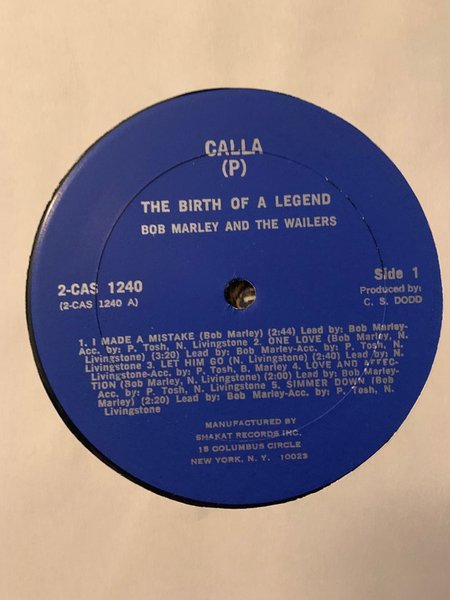 CALLA
(P)
THE BIRTH OF A LEGEND
BOB MARLEY AND THE WAILERS
2-CAS 1240
(2-CAS 1240 A)
Side 1
Produced by:
C. S. DODD
1. I MADE A MISTAKE (Bob Marley) (2:44) Lead by: Bob Marley-
Acc. by: P. Tosh, N. Livingstone 2. ONE LOVE (Bob Marley, N.
Livingstone) (3:20) Lead by: Bob Marley-Acc. by: P. Tosh, N.
Livingstone 3. LET HIM GO (N. Livingstone) (2:40) Lead by: N.
Livingstone-Acc. by: P. Tosh, B. Marley 4. LOVE AND AFFEC-
TION (Bob Marley, N. Livingstone) (2:00) Lead by: Bob Marley-
Acc. by: P. Tosh, N. Livingstone 5. SIMMER DOWN (Bob
Marley) (2:20) Lead by: Bob Marley-Acc. by: P. Tosh, N.
Livingstone
MANUFACTURED BY
SHAKAT RECORDS INC.
15 COLUMBUS CIRCLE
NEW YORK, N. Y. 10023